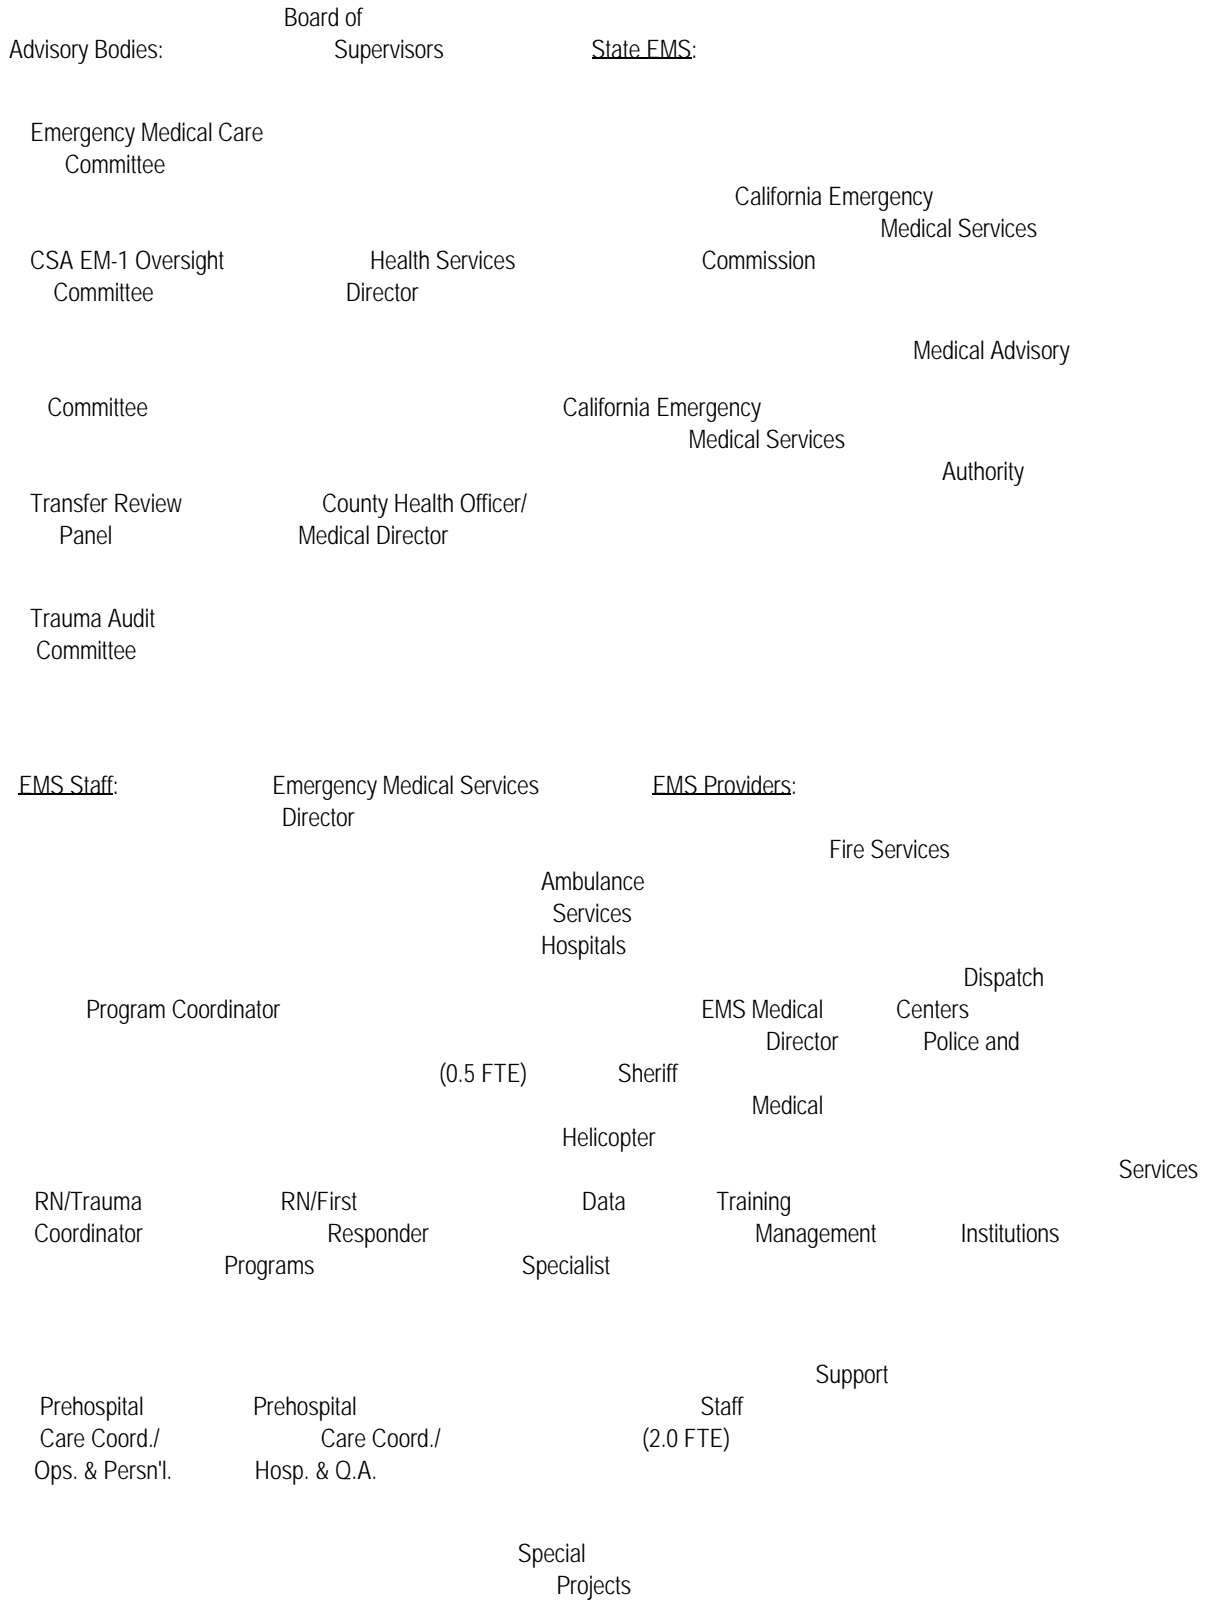 Board of
Advisory Bodies: Supervisors State EMS:
Emergency Medical Care
Committee
California Emergency
Medical Services
CSA EM-1 Oversight Health Services Commission
Committee Director
Medical Advisory
Committee California Emergency
Medical Services
Authority
Transfer Review County Health Officer/
Panel Medical Director
Trauma Audit
Committee
EMS Staff: Emergency Medical Services EMS Providers:
Director
Fire Services
Ambulance
Services
Hospitals
Dispatch
Program Coordinator EMS Medical Centers
Director Police and
(0.5 FTE) Sheriff
Medical
Helicopter
Services
RN/Trauma RN/First Data Training
Coordinator Responder Management Institutions
Programs Specialist
Support
Prehospital Prehospital Staff
Care Coord./ Care Coord./ (2.0 FTE)
Ops. & Persn'l. Hosp. & Q.A.
Special
Projects